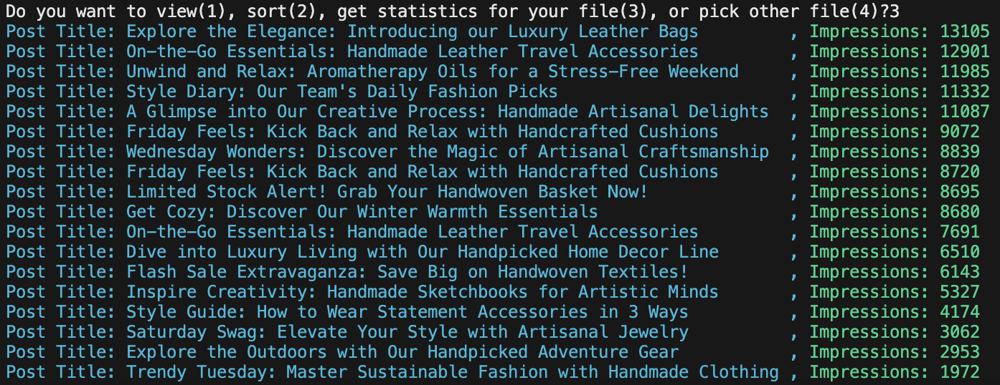 Do you want to view(1), sort(2), get statistics for your file(3), or pick other file(4)?3
Post Title: Explore the Elegance: Introducing our Luxury Leather Bags , Impressions: 13105
Post Title: On-the-Go Essentials: Handmade Leather Travel Accessories , Impressions: 12901
Post Title: Unwind and Relax: Aromatherapy Oils for a Stress-Free Weekend , Impressions: 11985
Post Title: Style Diary: Our Team's Daily Fashion Picks , Impressions: 11332
Post Title: A Glimpse into Our Creative Process: Handmade Artisanal Delights , Impressions: 11087
Post Title: Friday Feels: Kick Back and Relax with Handcrafted Cushions , Impressions: 9072
Post Title: Wednesday Wonders: Discover the Magic of Artisanal Craftsmanship , Impressions: 8839
Post Title: Friday Feels: Kick Back and Relax with Handcrafted Cushions , Impressions: 8720
Post Title: Limited Stock Alert! Grab Your Handwoven Basket Now! , Impressions: 8695
Post Title: Get Cozy: Discover Our Winter Warmth Essentials , Impressions: 8680
Post Title: On-the-Go Essentials: Handmade Leather Travel Accessories , Impressions: 7691
Post Title: Dive into Luxury Living with Our Handpicked Home Decor Line , Impressions: 6510
Post Title: Flash Sale Extravaganza: Save Big on Handwoven Textiles! , Impressions: 6143
Post Title: Inspire Creativity: Handmade Sketchbooks for Artistic Minds , Impressions: 5327
Post Title: Style Guide: How to Wear Statement Accessories in 3 Ways , Impressions: 4174
Post Title: Saturday Swag: Elevate Your Style with Artisanal Jewelry , Impressions: 3062
Post Title: Explore the Outdoors with Our Handpicked Adventure Gear , Impressions: 2953
Post Title: Trendy Tuesday: Master Sustainable Fashion with Handmade Clothing , Impressions: 1972